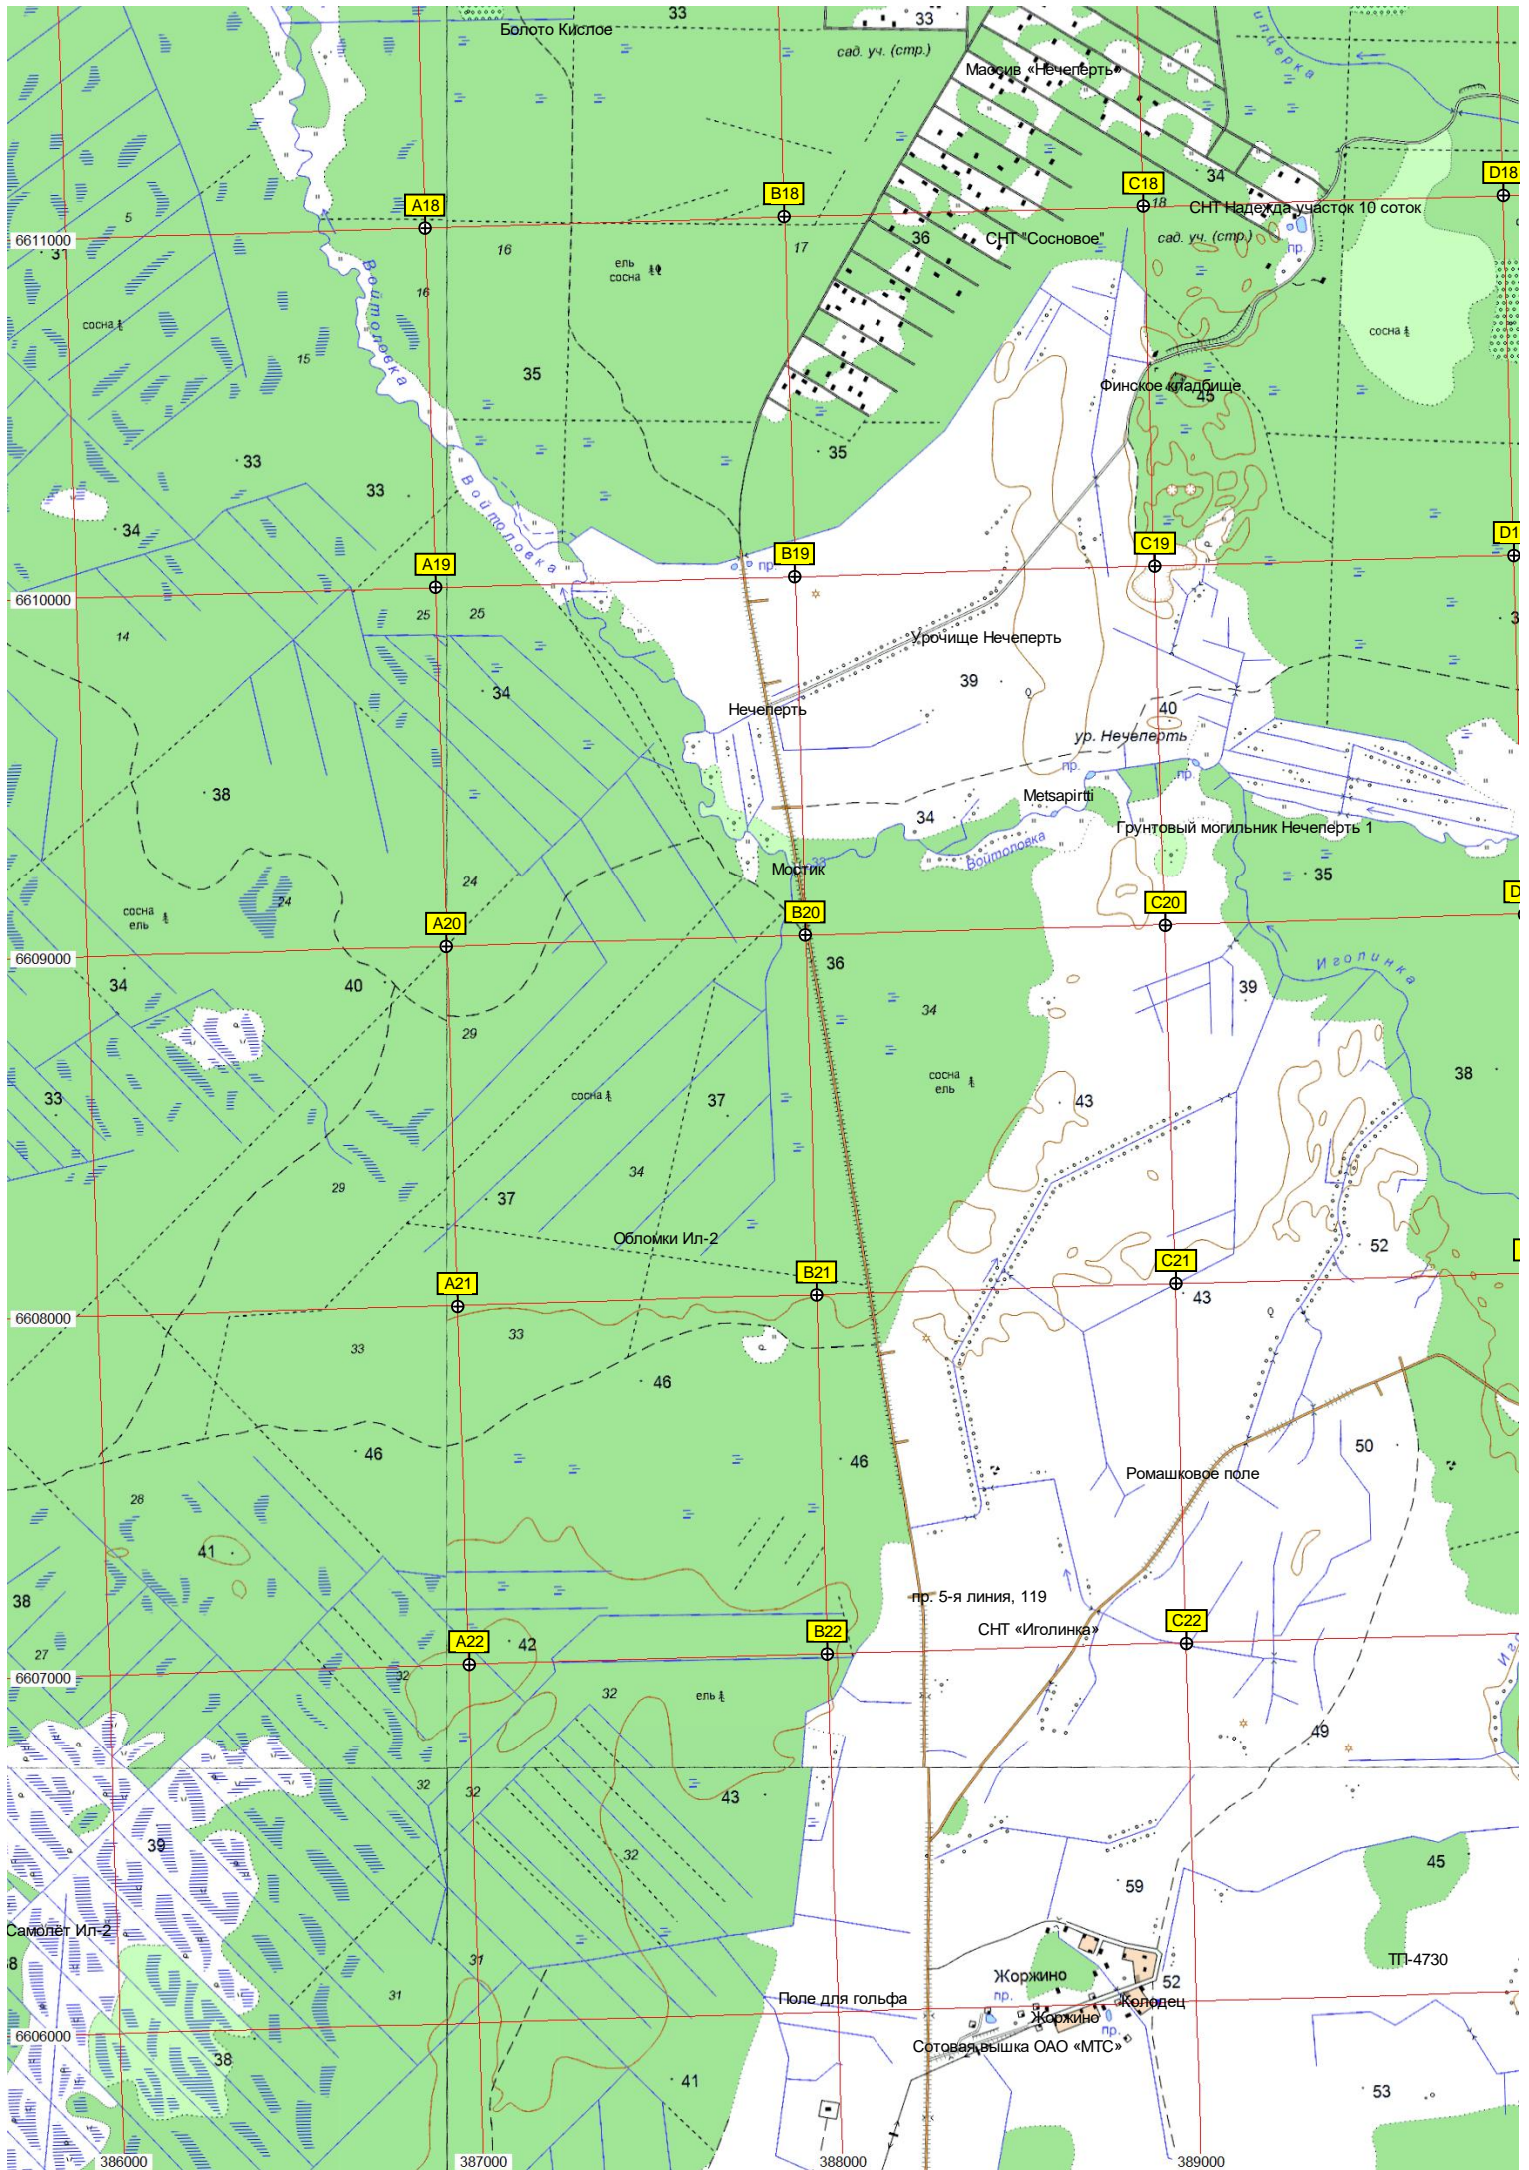 33
Болото Кислое
33
сад. уч. (стр.)
Массив «Нечеперть»
5
A18
B18
C18
D18
34
18
СНТ Надежда участок 10 соток
6611000
16
17
36
СНТ "Сосновое"
сад. уч. (стр.)
пр.
ель
сосна
Войтоловка
16
сосна
сосна
15
35
Финское кладбище
45
33
35
33
Войтоловка
34
A19
B19
C19
D1
пр.
6610000
25
25
14
Урочище Нечеперть
39
34
Нечеперть
40
ур. Нечеперть
пр.
пр.
38
Metsapirtti
34
Грунтовый могильник Нечеперть 1
Войтоловка
33
Мостик
35
24
24
сосна
ель
A20
B20
C20
D
6609000
36
Иголинка
34
40
39
34
29
38
сосна
ель
сосна
33
37
43
34
29
37
Обломки Ил-2
52
A21
B21
C21
43
6608000
33
33
46
46
46
50
Ромашковое поле
28
41
38
пр. 5-я линия, 119
СНТ «Иголинка»
27
A22
42
B22
C22
6607000
32
32
ель
49
32
32
43
39
32
45
59
Самолёт Ил-2
31
ТП-4730
Жоржино
52
31
пр.
Поле для гольфа
Колодец
Жоржино
пр.
6606000
Сотовая вышка ОАО «МТС»
38
41
53
386000
387000
388000
389000